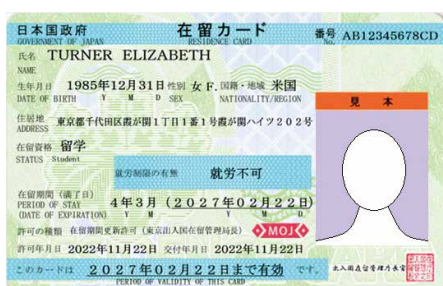 日本国政府 在留カード 番号 AB12345678CD
GOVERNMENT OF JAPAN RESIDENCE CARD No.
氏名 TURNER ELIZABETH
NAME
生年月日 1985年12月31日 性別 女 F. 国籍・地域 米国
DATE OF BIRTH Y M D SEX NATIONALITY/REGION
見本
住居地 東京都千代田区霞が関1丁目1番1号霞が関ハイツ202号
ADDRESS
在留資格 留学
STATUS Student
就労制限の有無 就労不可
在留期間(満了日) 4年3月(2027年02月22日)
PERIOD OF STAY
(DATE OF EXPIRATION) Y M Y M D
許可の種類 在留期間更新許可(東京出入国在留管理局長) MOJ
許可年月日 2022年11月22日 交付年月日 2022年11月22日
このカードは 2027年02月22日まで有効 です。
PERIOD OF VALIDITY OF THIS CARD